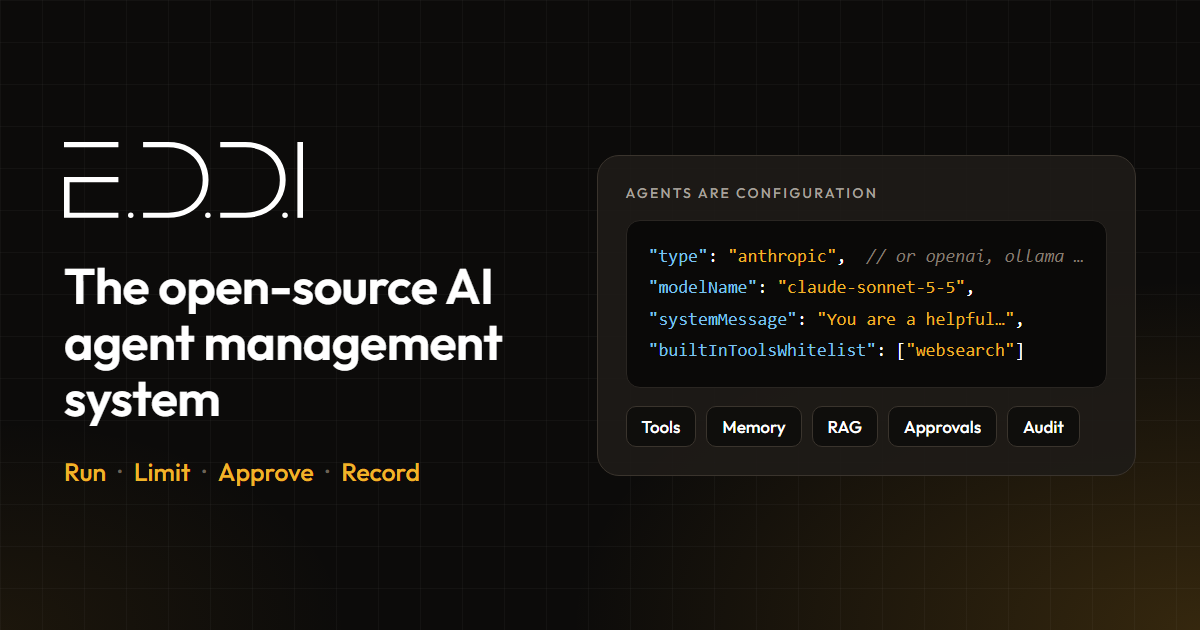 E.D.D.I
The open-source AI
agent management
system
Run · Limit · Approve · Record
AGENTS ARE CONFIGURATION
"type": "anthropic",  // or openai, ollama …
"modelName": "claude-sonnet-5-5",
"systemMessage": "You are a helpful…",
"builtInToolsWhitelist": ["websearch"]
Tools
Memory
RAG
Approvals
Audit